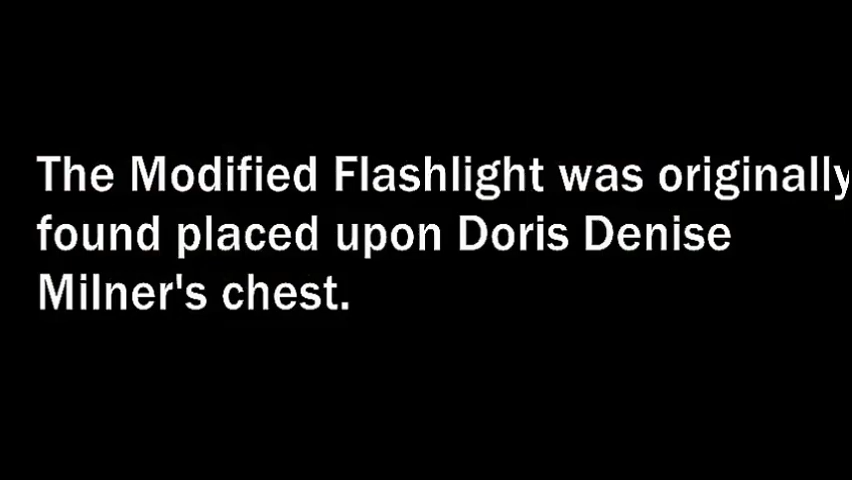 The Modified Flashlight was originally
found placed upon Doris Denise
Milner's chest.